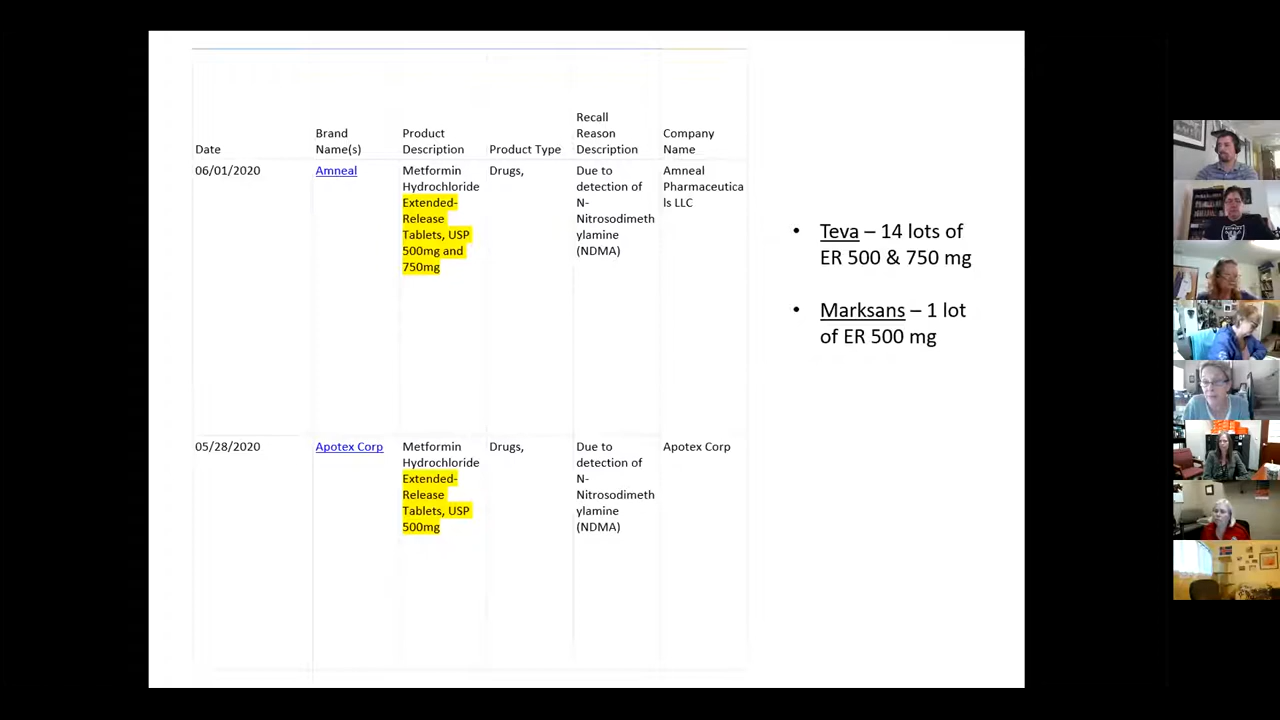 Date
Brand
Name(s)
Product
Description
Product Type
Recall
Reason
Description
Company
Name
06/01/2020
Amneal
Metformin
Hydrochloride
Extended-
Release
Tablets, USP
500mg and
750mg
Drugs,
Due to
detection of
N-
Nitrosodimeth
ylamine
(NDMA)
Amneal
Pharmaceutica
ls LLC
05/28/2020
Apotex Corp
Metformin
Hydrochloride
Extended-
Release
Tablets, USP
500mg
Drugs,
Due to
detection of
N-
Nitrosodimeth
ylamine
(NDMA)
Apotex Corp
• Teva – 14 lots of
ER 500 & 750 mg
• Marksans – 1 lot
of ER 500 mg